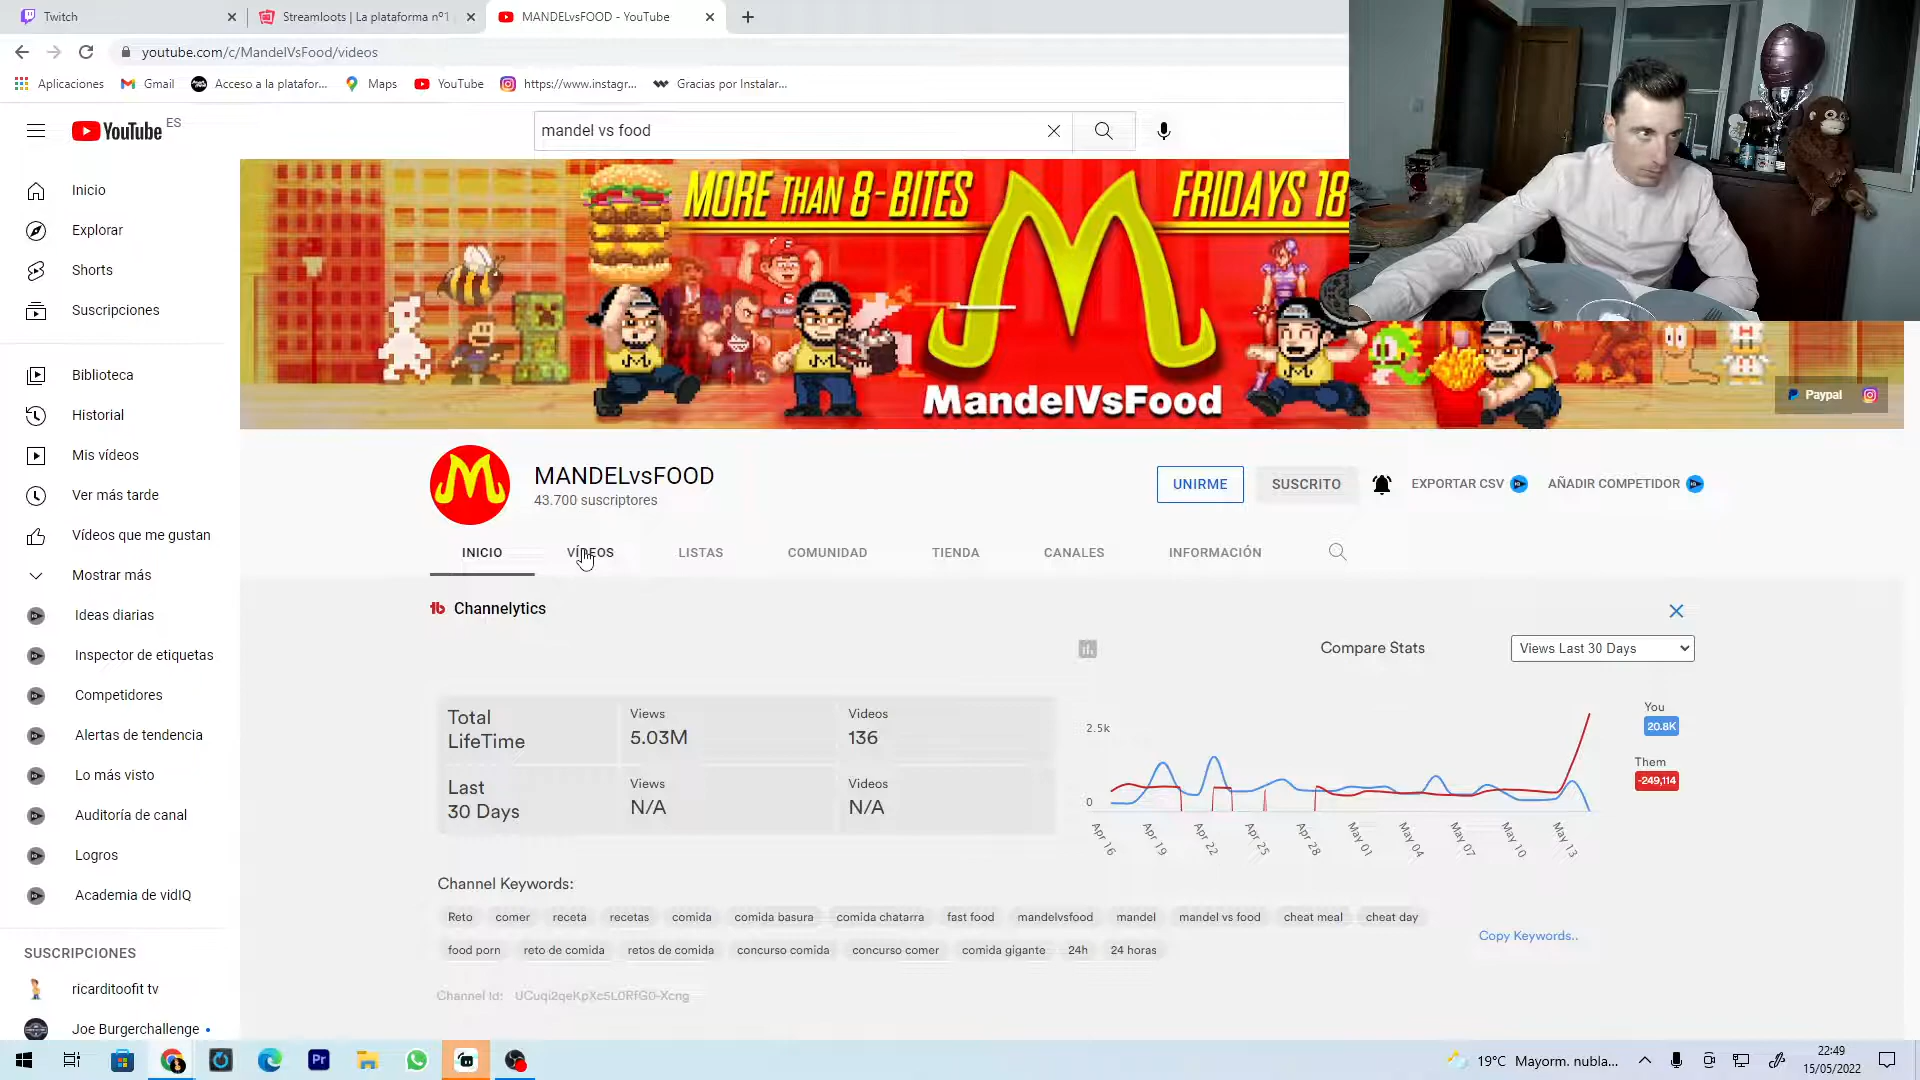 Twitch
Streamloots | La plataforma nº1
MANDELvsFOOD - YouTube
youtube.com/c/MandelVsFood/videos
Aplicaciones
Gmail
Acceso a la platafor...
Maps
YouTube
https://www.instagr...
Gracias por Instalar...
YouTube ES
mandel vs food
MORE THAN 8-BITES
FRIDAYS 18
MandelVsFood
Paypal
Inicio
Explorar
Shorts
Suscripciones
Biblioteca
Historial
Mis vídeos
Ver más tarde
Vídeos que me gustan
Mostrar más
Ideas diarias
Inspector de etiquetas
Competidores
Alertas de tendencia
Lo más visto
Auditoría de canal
Logros
Academia de vidIQ
SUSCRIPCIONES
ricarditoofit tv
Joe Burgerchallenge
MANDELvsFOOD
43.700 suscriptores
UNIRME
SUSCRITO
EXPORTAR CSV
AÑADIR COMPETIDOR
INICIO
VÍDEOS
LISTAS
COMUNIDAD
TIENDA
CANALES
INFORMACIÓN
Channelytics
Compare Stats
Views Last 30 Days
Total
LifeTime
Views
5.03M
Videos
136
Last
30 Days
Views
N/A
Videos
N/A
2.5k
0
Apr 16
Apr 19
Apr 22
Apr 25
Apr 28
May 01
May 04
May 07
May 10
May 13
You
20.8K
Them
-249,114
Channel Keywords:
Reto comer receta recetas comida comida basura comida chatarra fast food mandelvsfood mandel mandel vs food cheat meal cheat day
food porn reto de comida retos de comida concurso comida concurso comer comida gigante 24h 24 horas
Copy Keywords..
Channel Id: UCuqi2qeKpXc5L0RfG0-Xcng
Pr
19°C Mayorm. nubla...
22:49
15/05/2022